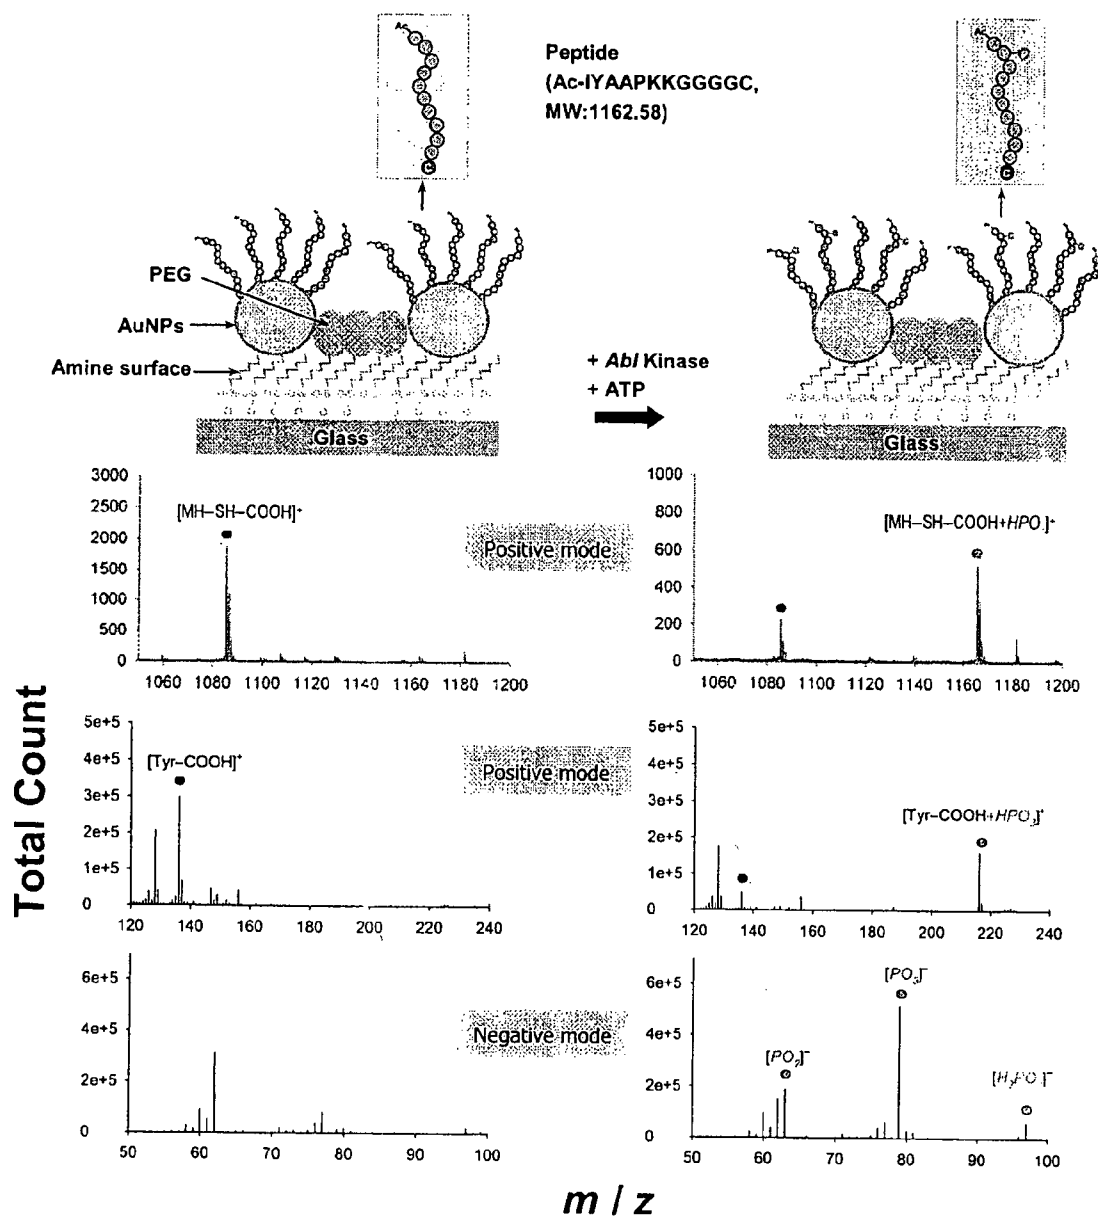 Ac
Peptide
(Ac-IYAAPKKGGGGC,
MW:1162.58)
Ac
P
C
C
PEG
AuNPs
Amine surface
Glass
+ Abl Kinase
+ ATP
Glass
3000
2500
2000
1500
1000
500
0
[MH–SH–COOH]⁺
1060 1080 1100 1120 1140 1160 1180 1200
Positive mode
1000
800
600
400
200
0
[MH–SH–COOH+HPO]⁺
1060 1080 1100 1120 1140 1160 1180 1200
Total Count
5e+5
4e+5
3e+5
2e+5
1e+5
0
[Tyr–COOH]⁺
120 140 160 180 200 220 240
Positive mode
5e+5
4e+5
3e+5
2e+5
1e+5
0
[Tyr–COOH+HPO₃]⁺
120 140 160 180 200 220 240
6e+5
4e+5
2e+5
0
50 60 70 80 90 100
Negative mode
6e+5
4e+5
2e+5
0
[PO₂]⁻
[PO₃]⁻
[H₂PO]⁻
50 60 70 80 90 100
m / z